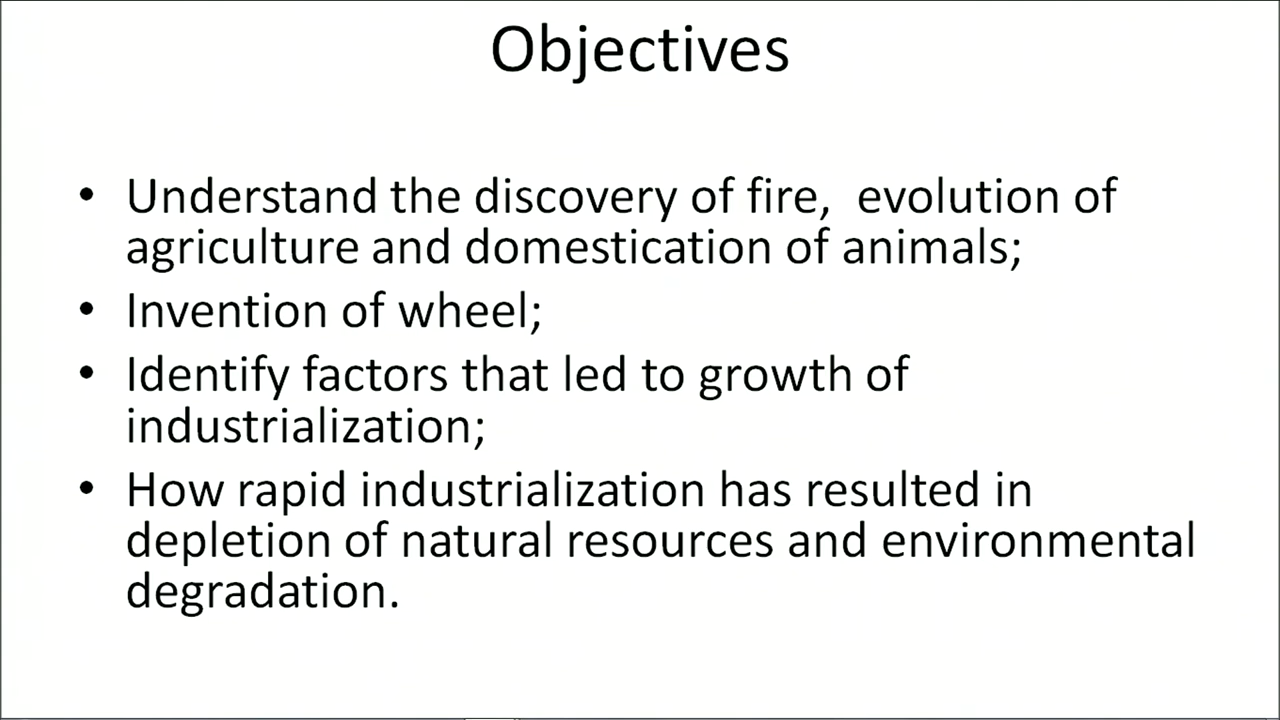 Objectives
• Understand the discovery of fire,  evolution of
agriculture and domestication of animals;
• Invention of wheel;
• Identify factors that led to growth of
industrialization;
• How rapid industrialization has resulted in
depletion of natural resources and environmental
degradation.